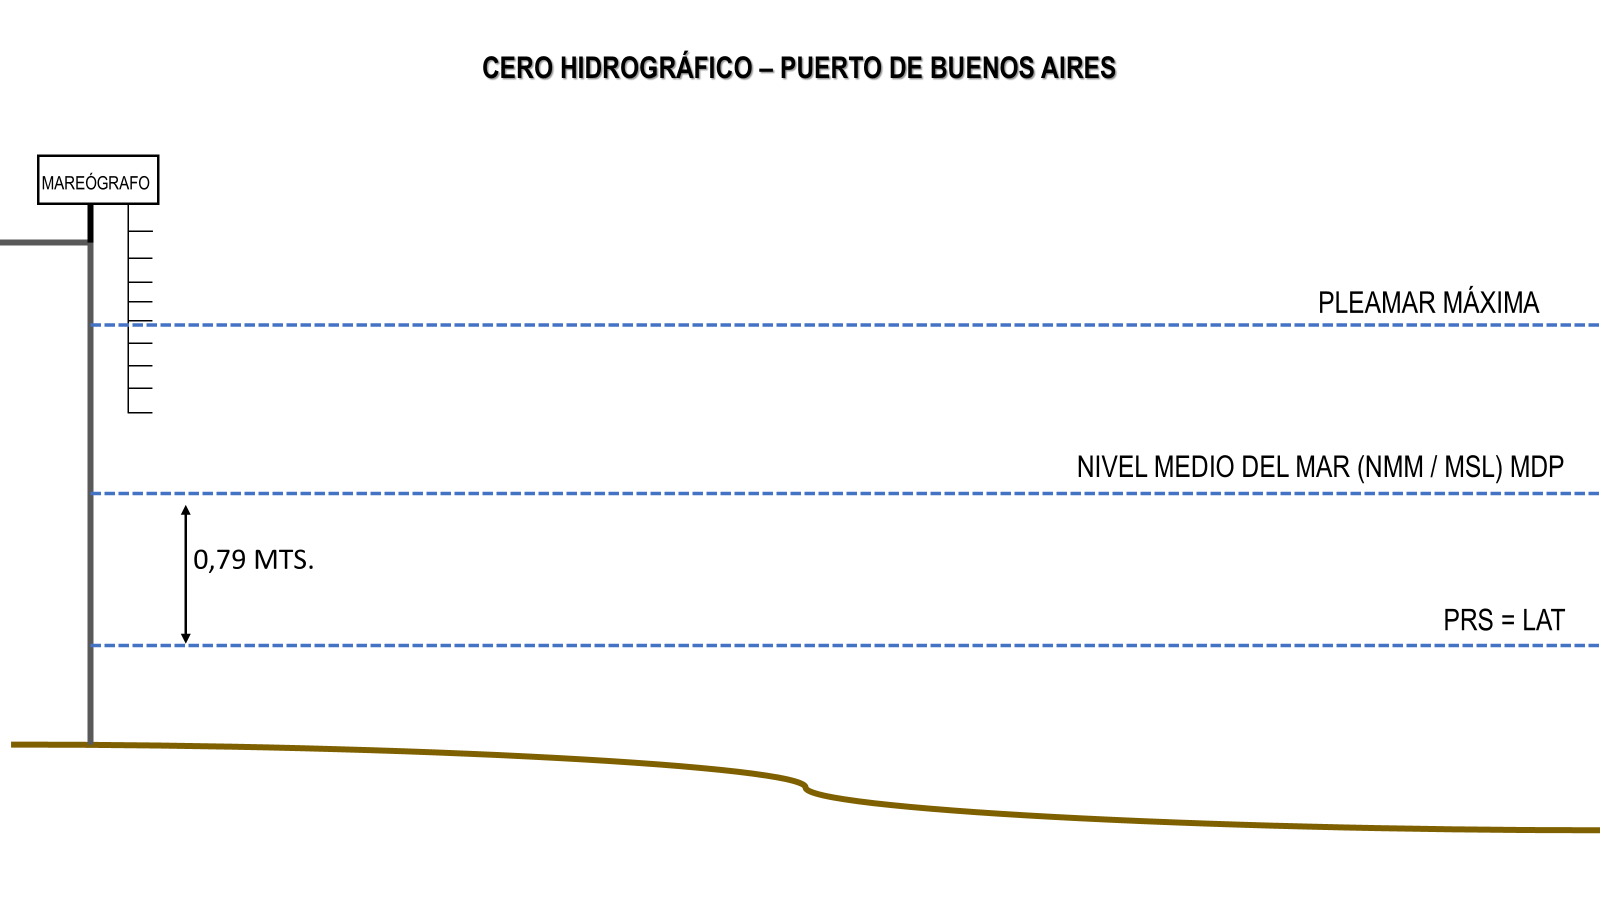 CERO HIDROGRÁFICO – PUERTO DE BUENOS AIRES
MAREÓGRAFO
PLEAMAR MÁXIMA
NIVEL MEDIO DEL MAR (NMM / MSL) MDP
0,79 MTS.
PRS = LAT